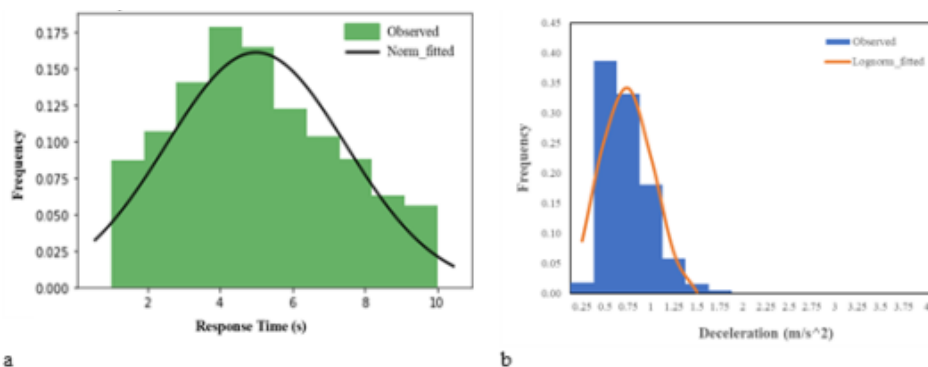 0.175
0.150
0.125
0.100
0.075
0.050
0.025
0.000
Frequency
Observed
Norm_fitted
2 4 6 8 10
Response Time (s)
a
0.45
0.40
0.35
0.30
0.25
0.20
0.15
0.10
0.05
0.00
Frequency
Observed
Lognorm_fitted
0.25 0.5 0.75 1 1.25 1.5 1.75 2 2.25 2.5 2.75 3 3.25 3.5 3.75 4
Deceleration (m/s^2)
b